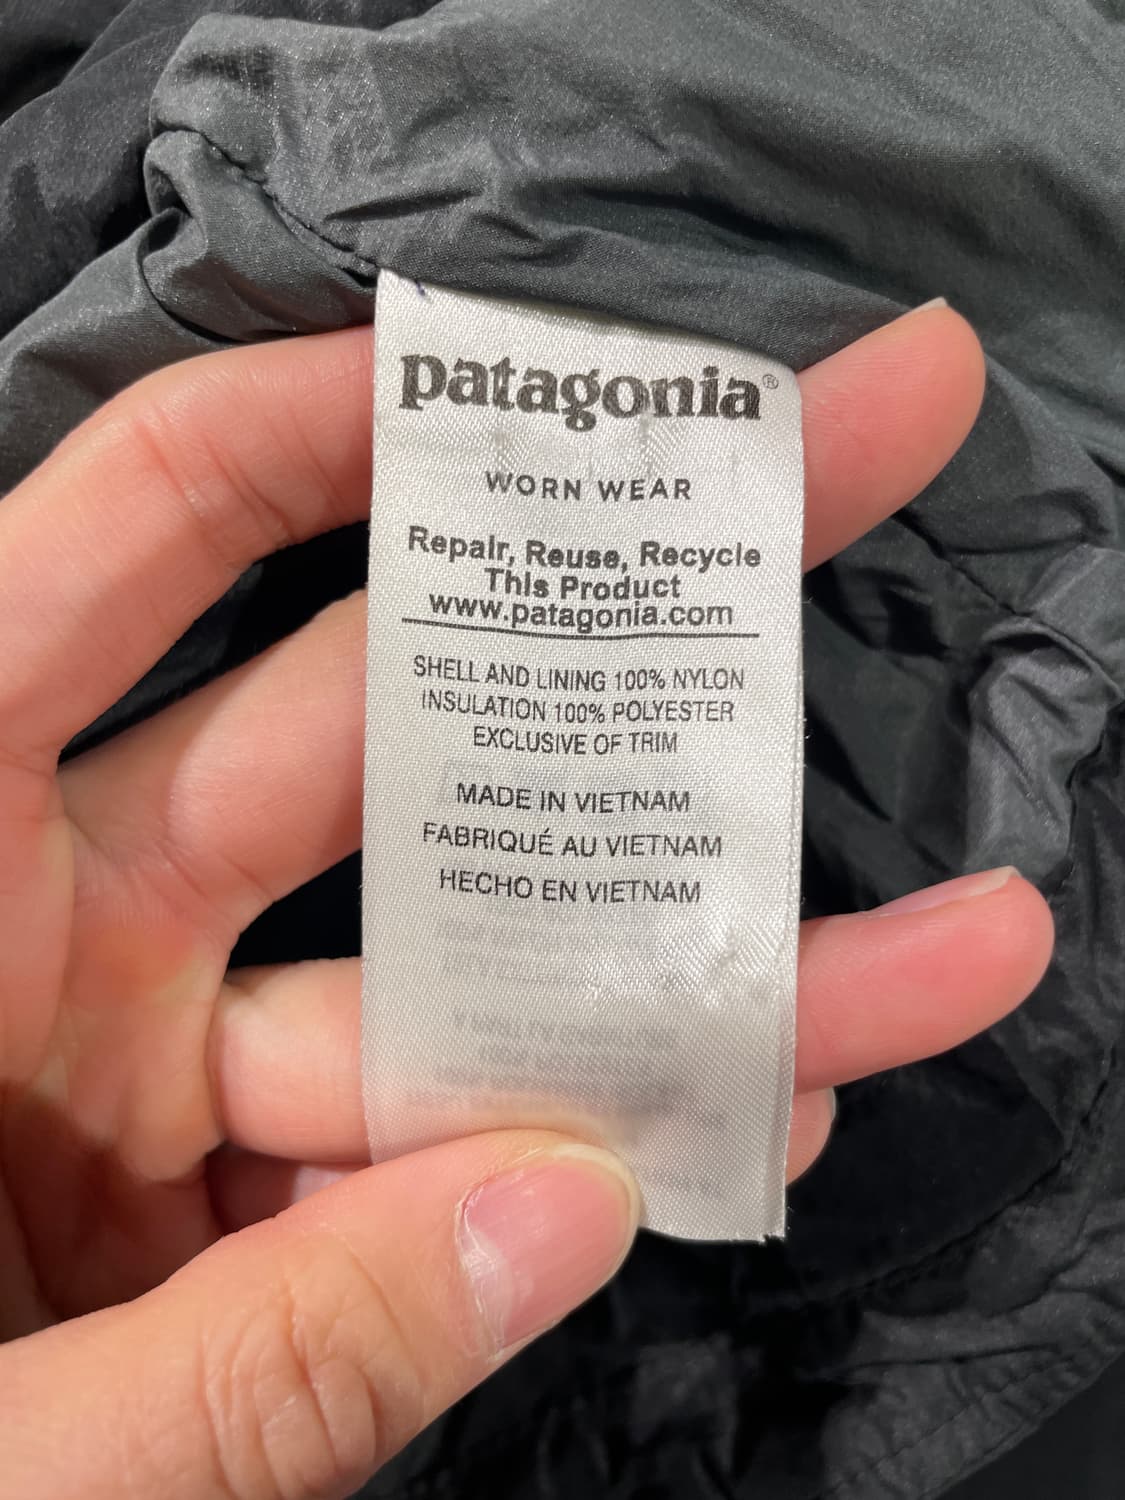 patagonia®
WORN WEAR
Repair, Reuse, Recycle
This Product
www.patagonia.com
SHELL AND LINING 100% NYLON
INSULATION 100% POLYESTER
EXCLUSIVE OF TRIM
MADE IN VIETNAM
FABRIQUÉ AU VIETNAM
HECHO EN VIETNAM